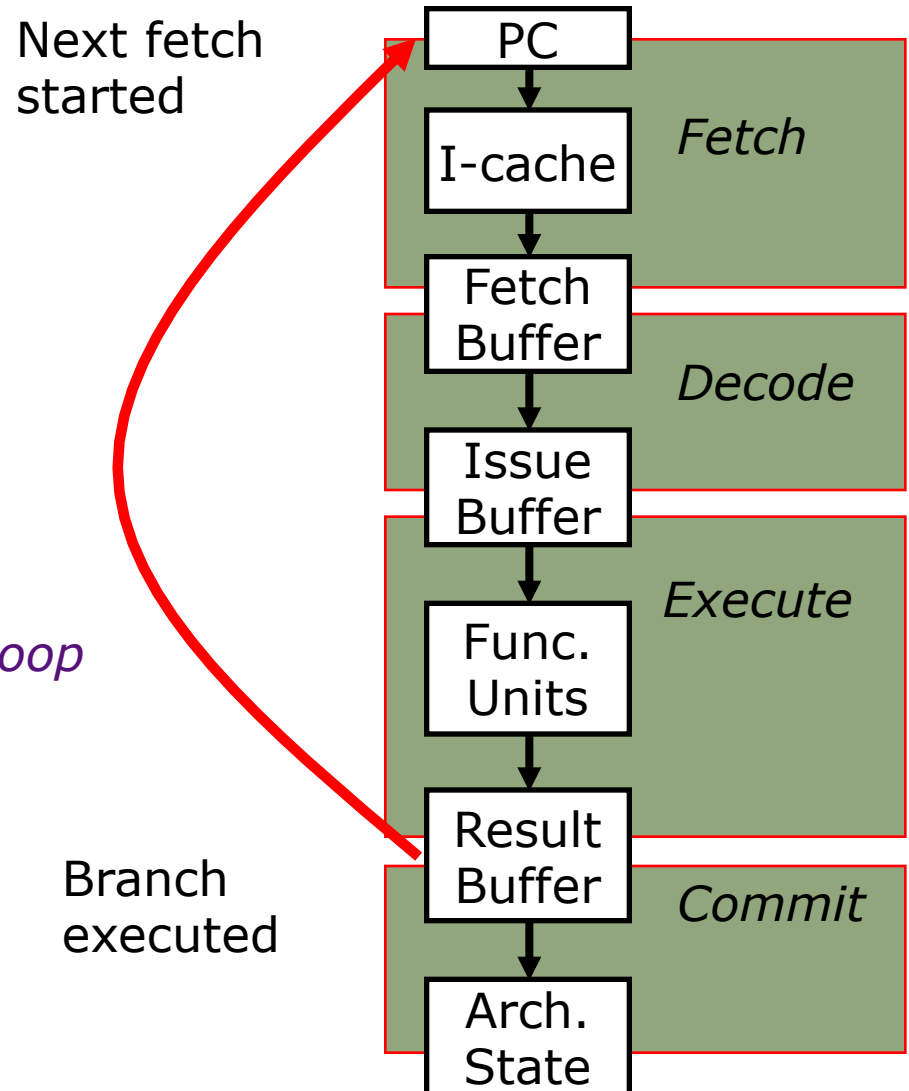 Next fetch
started
PC
I-cache
Fetch
Fetch
Buffer
Decode
Issue
Buffer
Execute
Func.
Units
oop
Result
Buffer
Branch
executed
Commit
Arch.
State